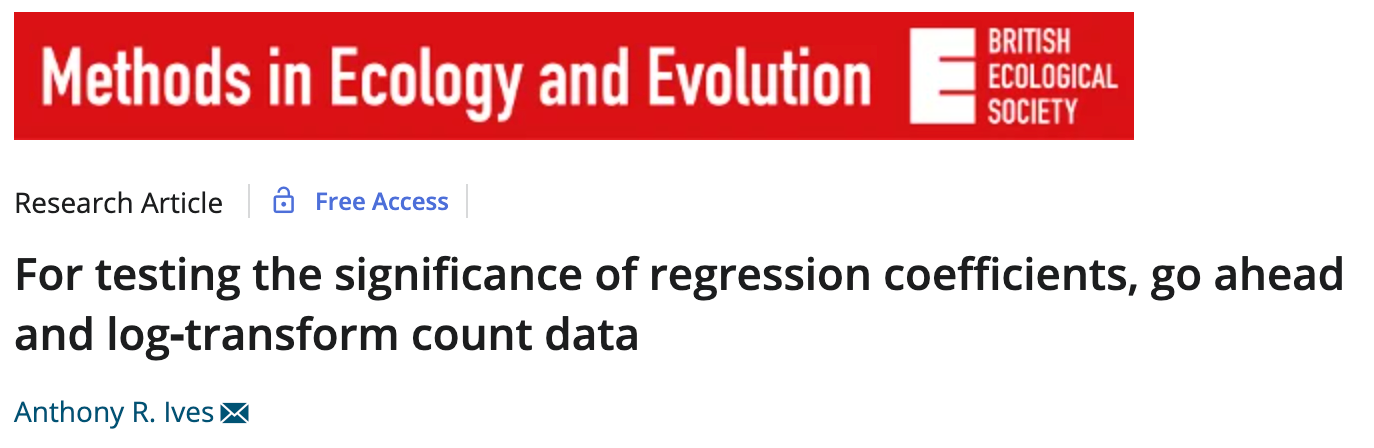 Methods in Ecology and Evolution
BRITISH
ECOLOGICAL
SOCIETY
Research Article
Free Access
For testing the significance of regression coefficients, go ahead
and log-transform count data
Anthony R. Ives